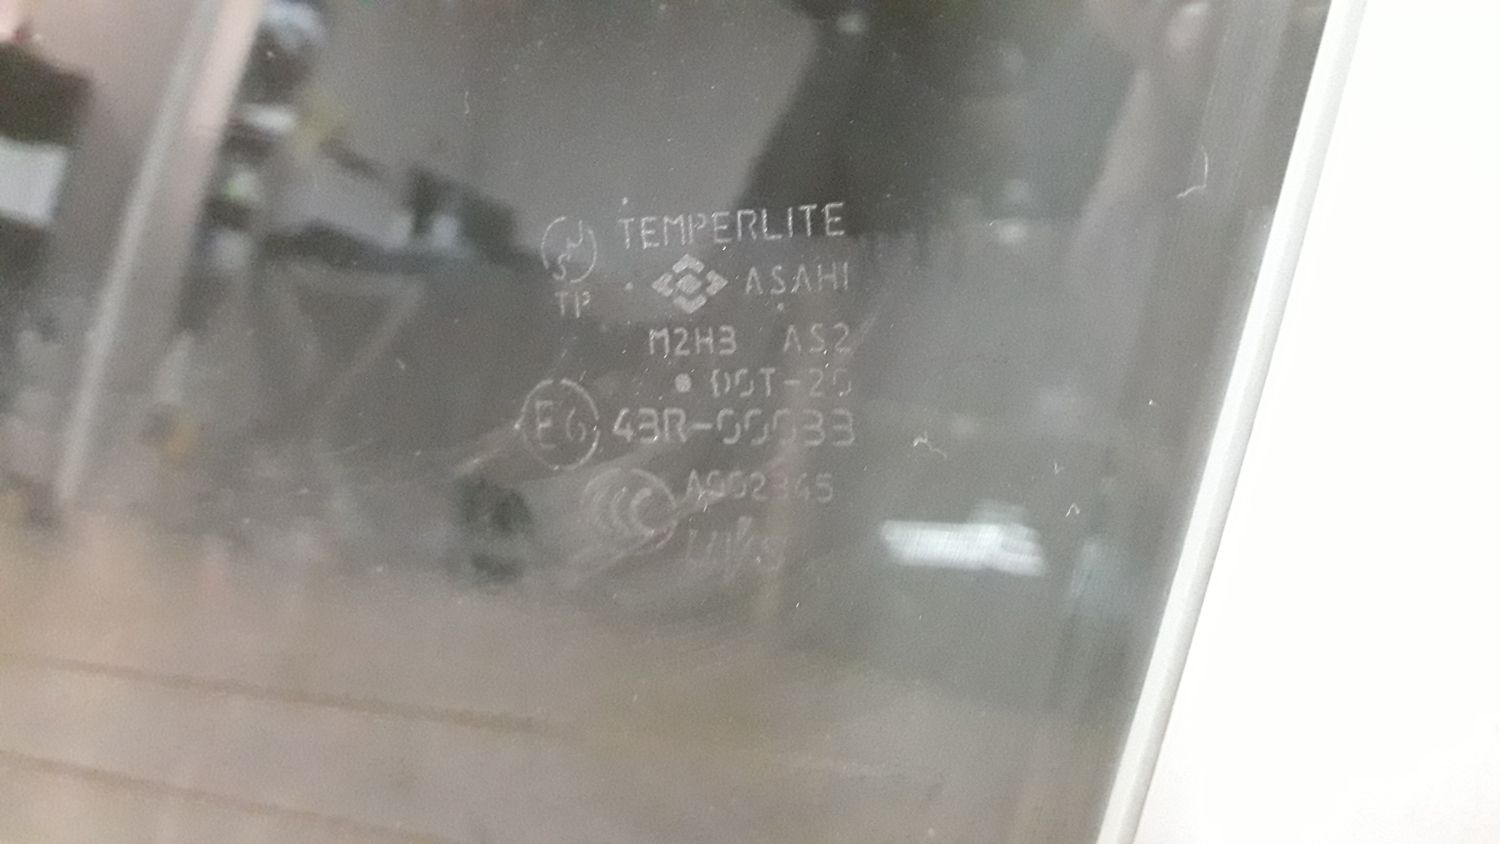 TEMPERLITE
TP
ASAHI
M2H3 AS2
DOT-20
E6 43R-00033
A002345